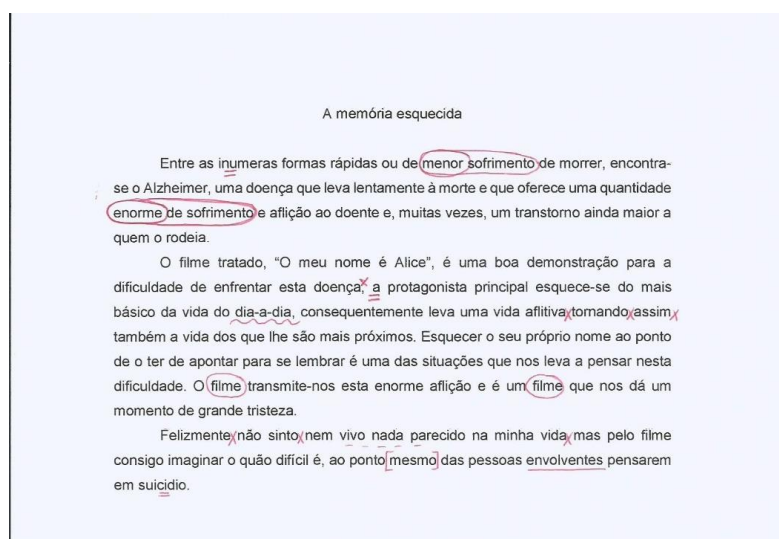 A memória esquecida
Entre as inumeras formas rápidas ou de menor sofrimento de morrer, encontra-
se o Alzheimer, uma doença que leva lentamente à morte e que oferece uma quantidade
enorme de sofrimento e aflição ao doente e, muitas vezes, um transtorno ainda maior a
quem o rodeia.
O filme tratado, “O meu nome é Alice”, é uma boa demonstração para a
dificuldade de enfrentar esta doença, a protagonista principal esquece-se do mais
básico da vida do dia-a-dia, consequentemente leva uma vida aflitiva tornando assim
também a vida dos que lhe são mais próximos. Esquecer o seu próprio nome ao ponto
de o ter de apontar para se lembrar é uma das situações que nos leva a pensar nesta
dificuldade. O filme transmite-nos esta enorme aflição e é um filme que nos dá um
momento de grande tristeza.
Felizmente não sinto nem vivo nada parecido na minha vida mas pelo filme
consigo imaginar o quão difícil é, ao ponto mesmo das pessoas envolventes pensarem
em suicidio.